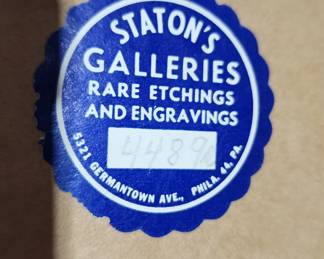 STATON'S
GALLERIES
RARE ETCHINGS
AND ENGRAVINGS
5321 GERMANTOWN AVE., PHILA. 44, PA.